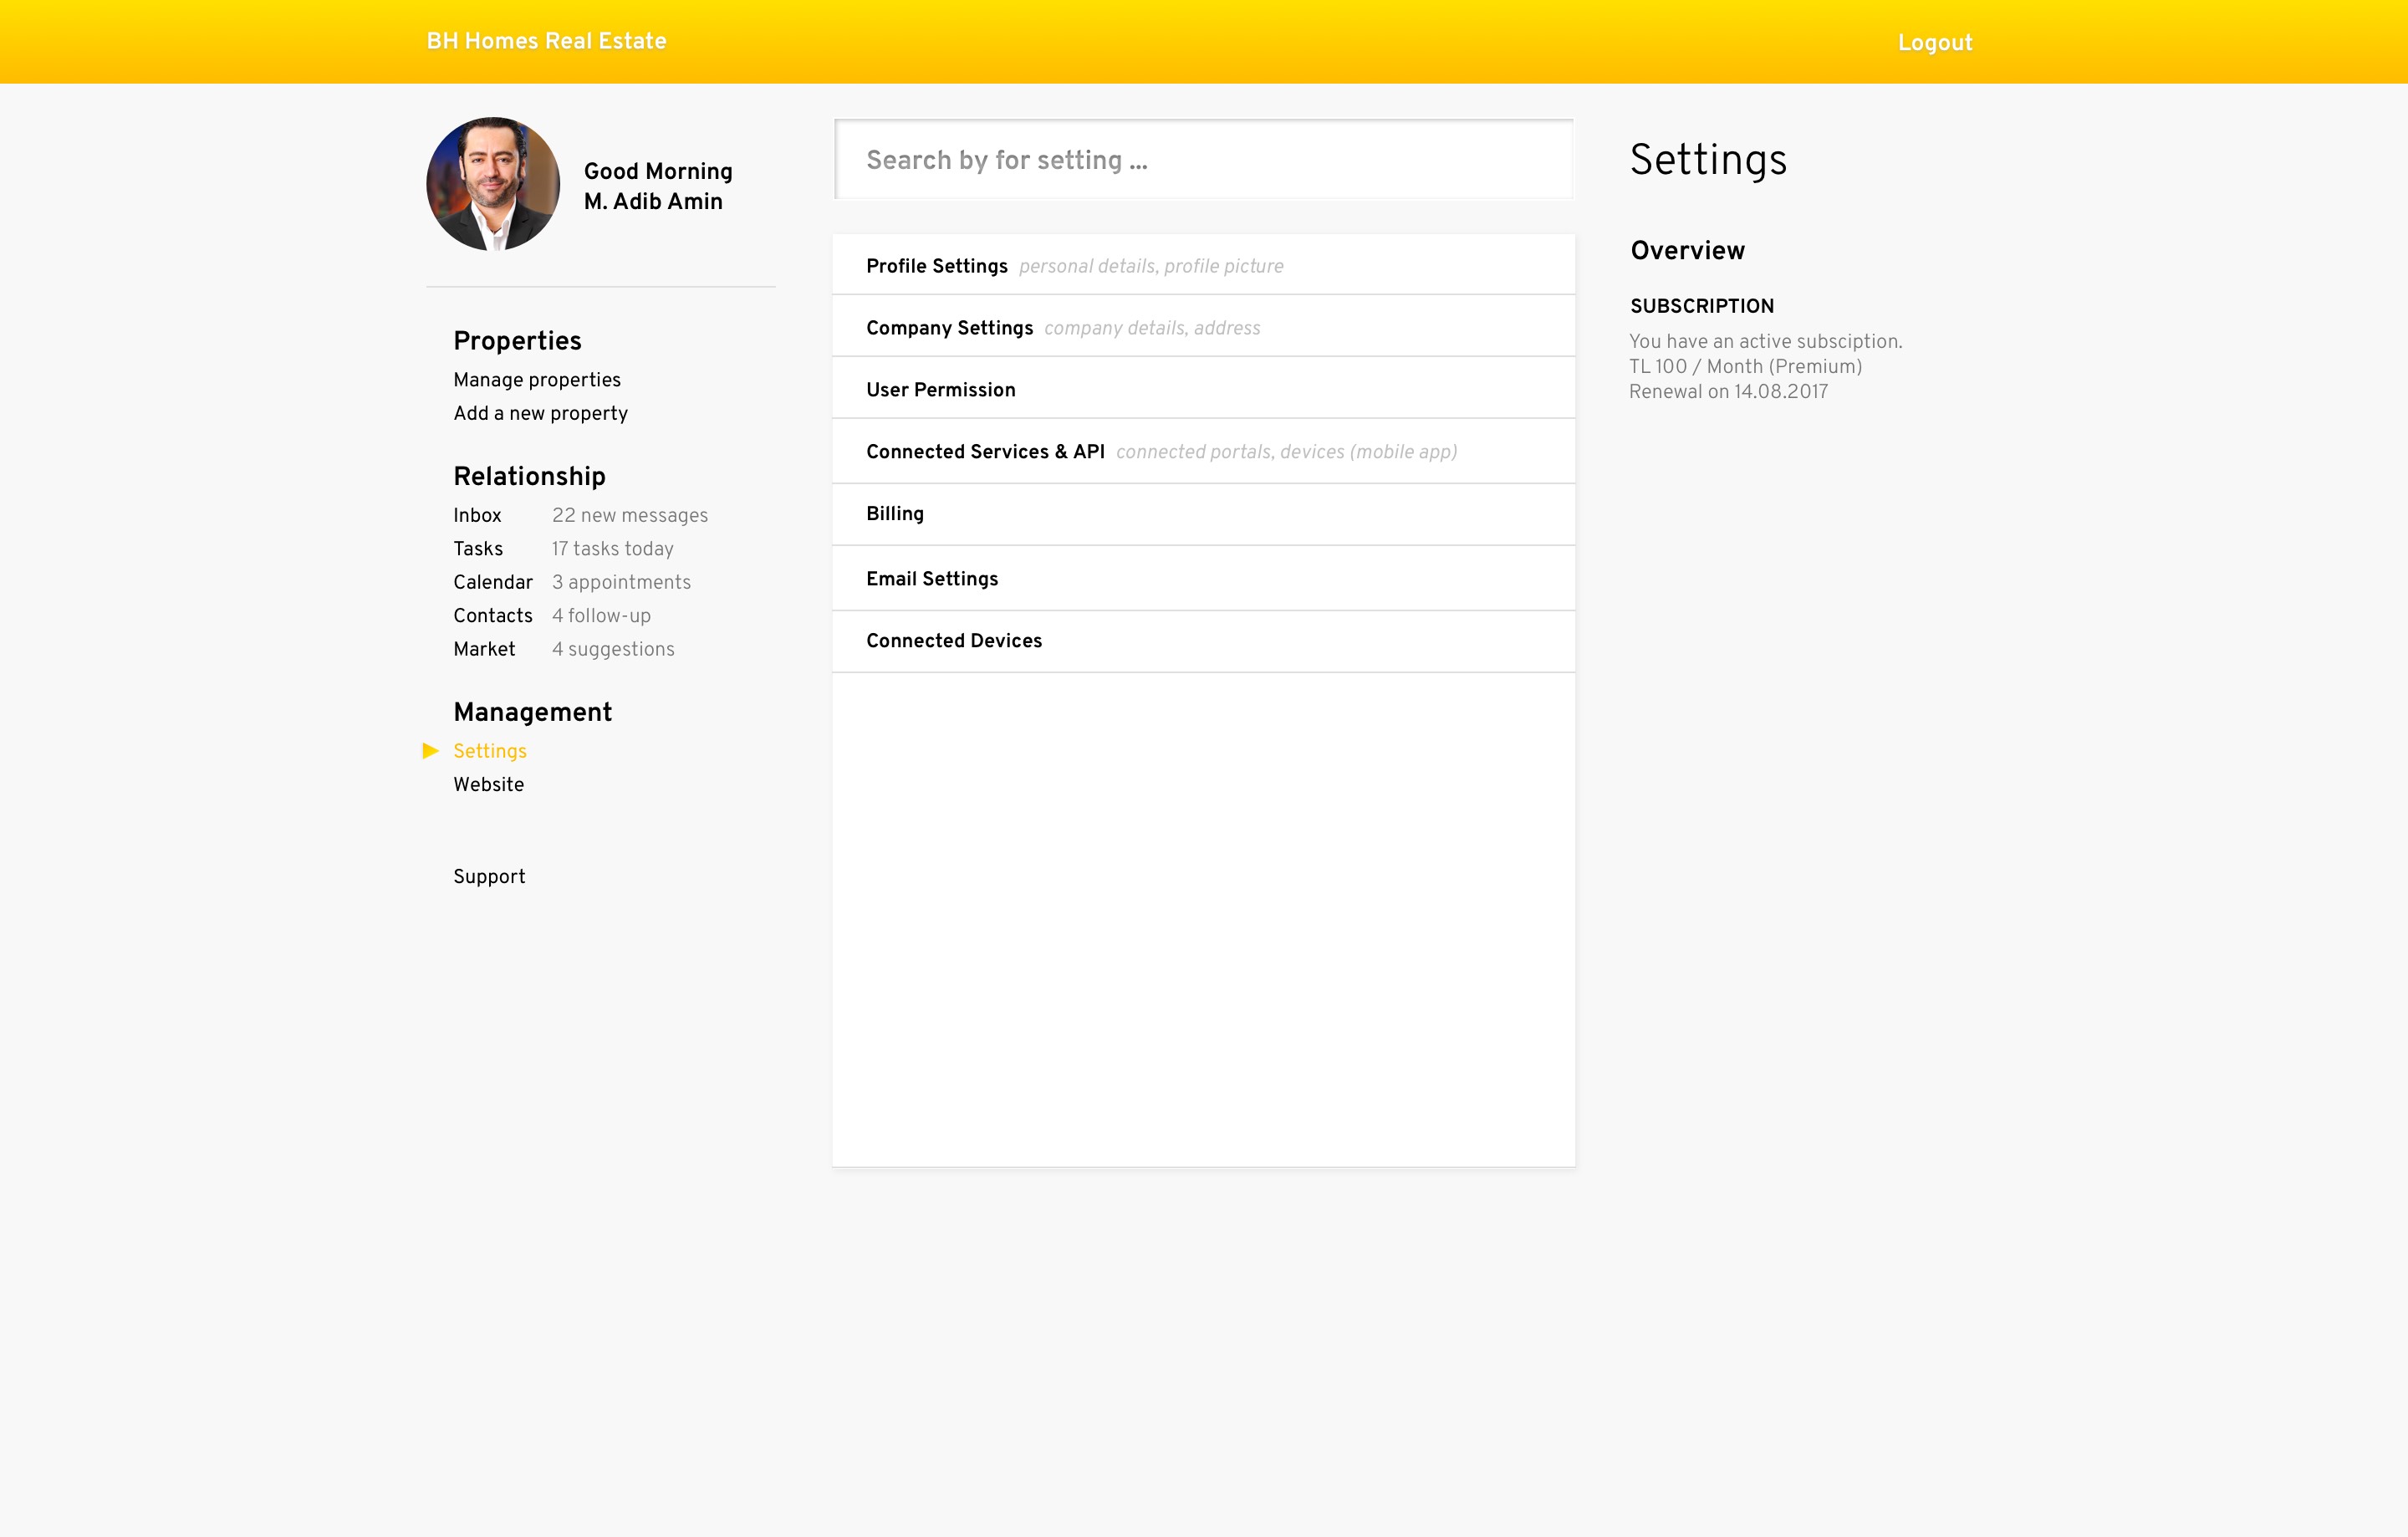 BH Homes Real Estate
Logout
Good Morning
M. Adib Amin
Properties
Manage properties
Add a new property
Relationship
Inbox 22 new messages
Tasks 17 tasks today
Calendar 3 appointments
Contacts 4 follow-up
Market 4 suggestions
Management
Settings
Website
Support
Search by for setting ...
Profile Settings personal details, profile picture
Company Settings company details, address
User Permission
Connected Services & API connected portals, devices (mobile app)
Billing
Email Settings
Connected Devices
Settings
Overview
SUBSCRIPTION
You have an active subsciption.
TL 100 / Month (Premium)
Renewal on 14.08.2017